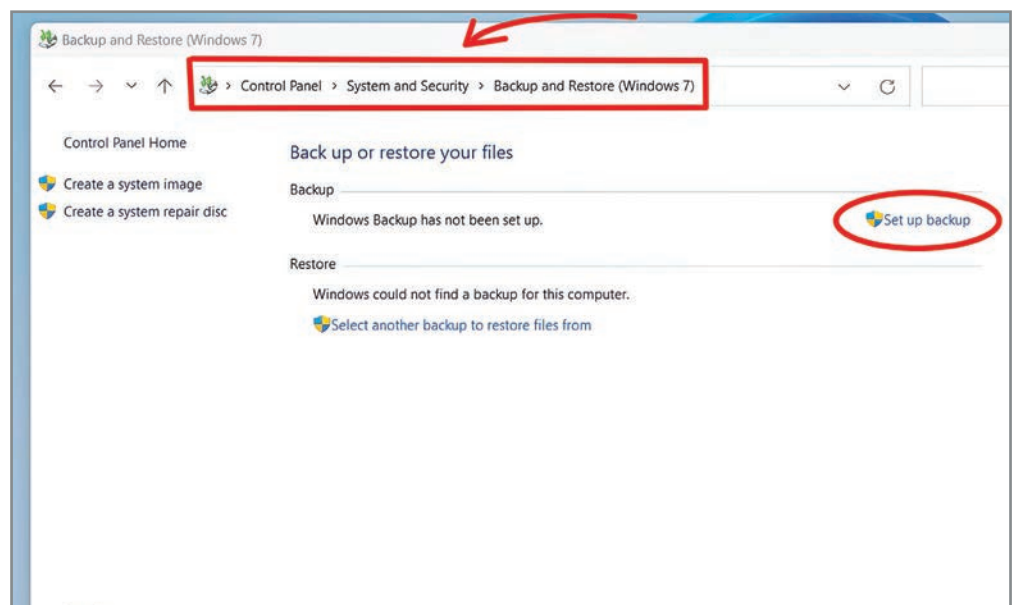 Backup and Restore (Windows 7)
Control Panel > System and Security > Backup and Restore (Windows 7)
Control Panel Home
Create a system image
Create a system repair disc
Back up or restore your files
Backup
Windows Backup has not been set up.
Set up backup
Restore
Windows could not find a backup for this computer.
Select another backup to restore files from